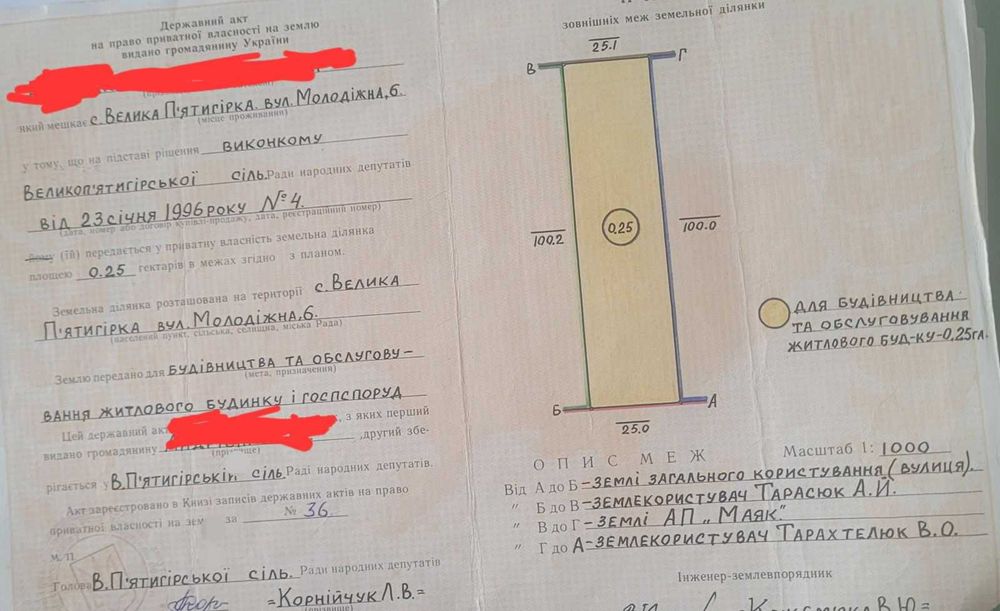 Державний акт
на право приватної власності на землю
видано громадянину України
який мешкає с. Велика П'ятигірка. вул. Молодіжна, 6.
(місце проживання)
у тому, що на підставі рішення виконкому
Великоп'ятигірської сіль. Ради народних депутатів
від 23 січня 1996 року № 4.
(дата, номер або договір купівлі-продажу, дата, реєстраційний номер)
йому (їй) передається у приватну власність земельна ділянка
площею 0.25 гектарів в межах згідно з планом.
Земельна ділянка розташована на території с. Велика
П'ятигірка вул. Молодіжна, 6.
(населений пункт, сільська, селищна, міська Рада)
Землю передано для будівництва та обслугову-
(мета, призначення)
вання житлового будинку і госпспоруд
Цей державний акт , з яких перший
видано громадянину , другий збе-
(прізвище)
рігається у В.П'ятигірській сіль. Раді народних депутатів.
Акт зареєстровано в Книзі записів державних актів на право
приватної власності на зем за № 36
М. П.
Голова В.П'ятигірської сіль. Ради народних депутатів
=Корнійчук Л.В.=
(прізвище)
зовнішніх меж земельної ділянки
25.1
В Г
100.2 0,25 100.0
Б А
25.0
Для будівництва
та обслуговування
житлового буд-ку-0,25га.
Масштаб 1: 1000
ОПИС МЕЖ
Від А до Б - землі загального користування (вулиця).
" Б до В - землекористувач Тарасюк А.Й.
" В до Г - землі АП „Маяк"
" Г до А - землекористувач Тарахтелюк В.О.
Інженер-землевпорядник